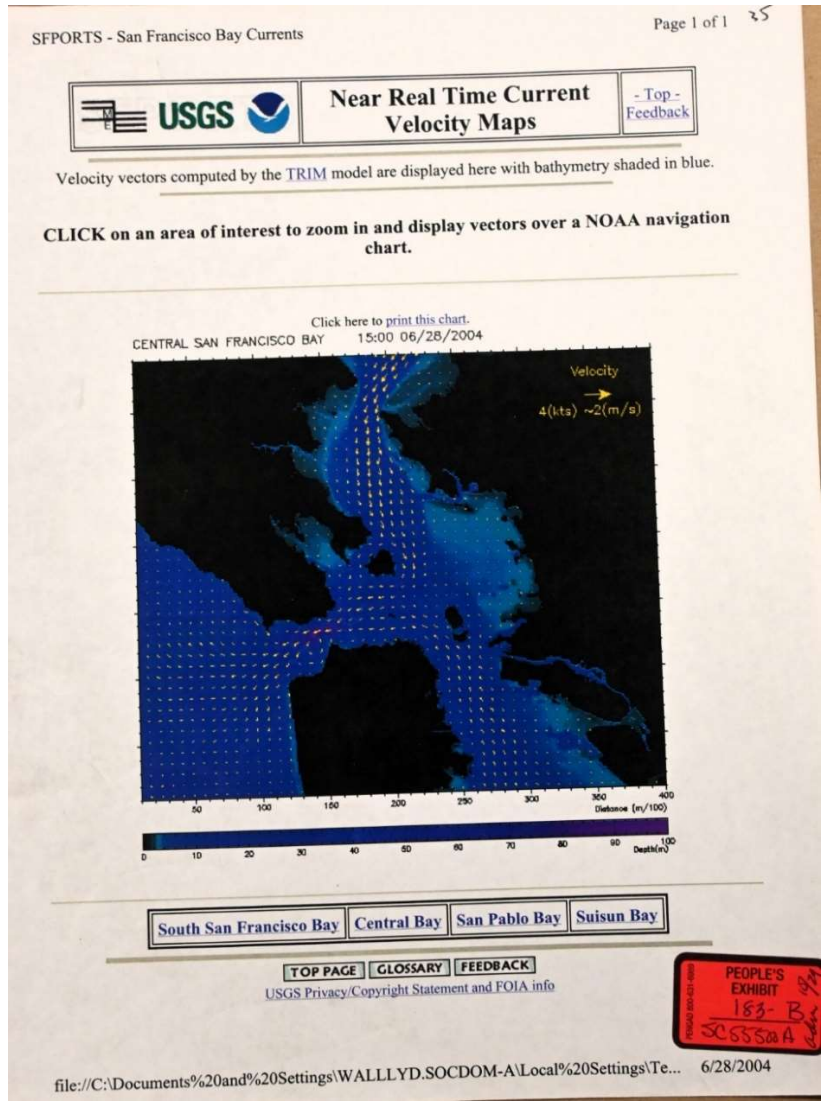 35
SFPORTS - San Francisco Bay Currents
Page 1 of 1
USGS
Near Real Time Current
Velocity Maps
- Top -
Feedback
Velocity vectors computed by the TRIM model are displayed here with bathymetry shaded in blue.
CLICK on an area of interest to zoom in and display vectors over a NOAA navigation
chart.
Click here to print this chart.
CENTRAL SAN FRANCISCO BAY 15:00 06/28/2004
Velocity
4(kts) ~2(m/s)
50 100 150 200 250 300 350 400
Distance (m/100)
0 10 20 30 40 50 60 70 80 90 100
Depth(m)
South San Francisco Bay Central Bay San Pablo Bay Suisun Bay
TOP PAGE GLOSSARY FEEDBACK
USGS Privacy/Copyright Statement and FOIA info
PEOPLE'S
EXHIBIT
183-B
SC55500A
PENGAD 800-631-6989
file://C:\Documents%20and%20Settings\WALLLYD.SOCDOM-A\Local%20Settings\Te... 6/28/2004